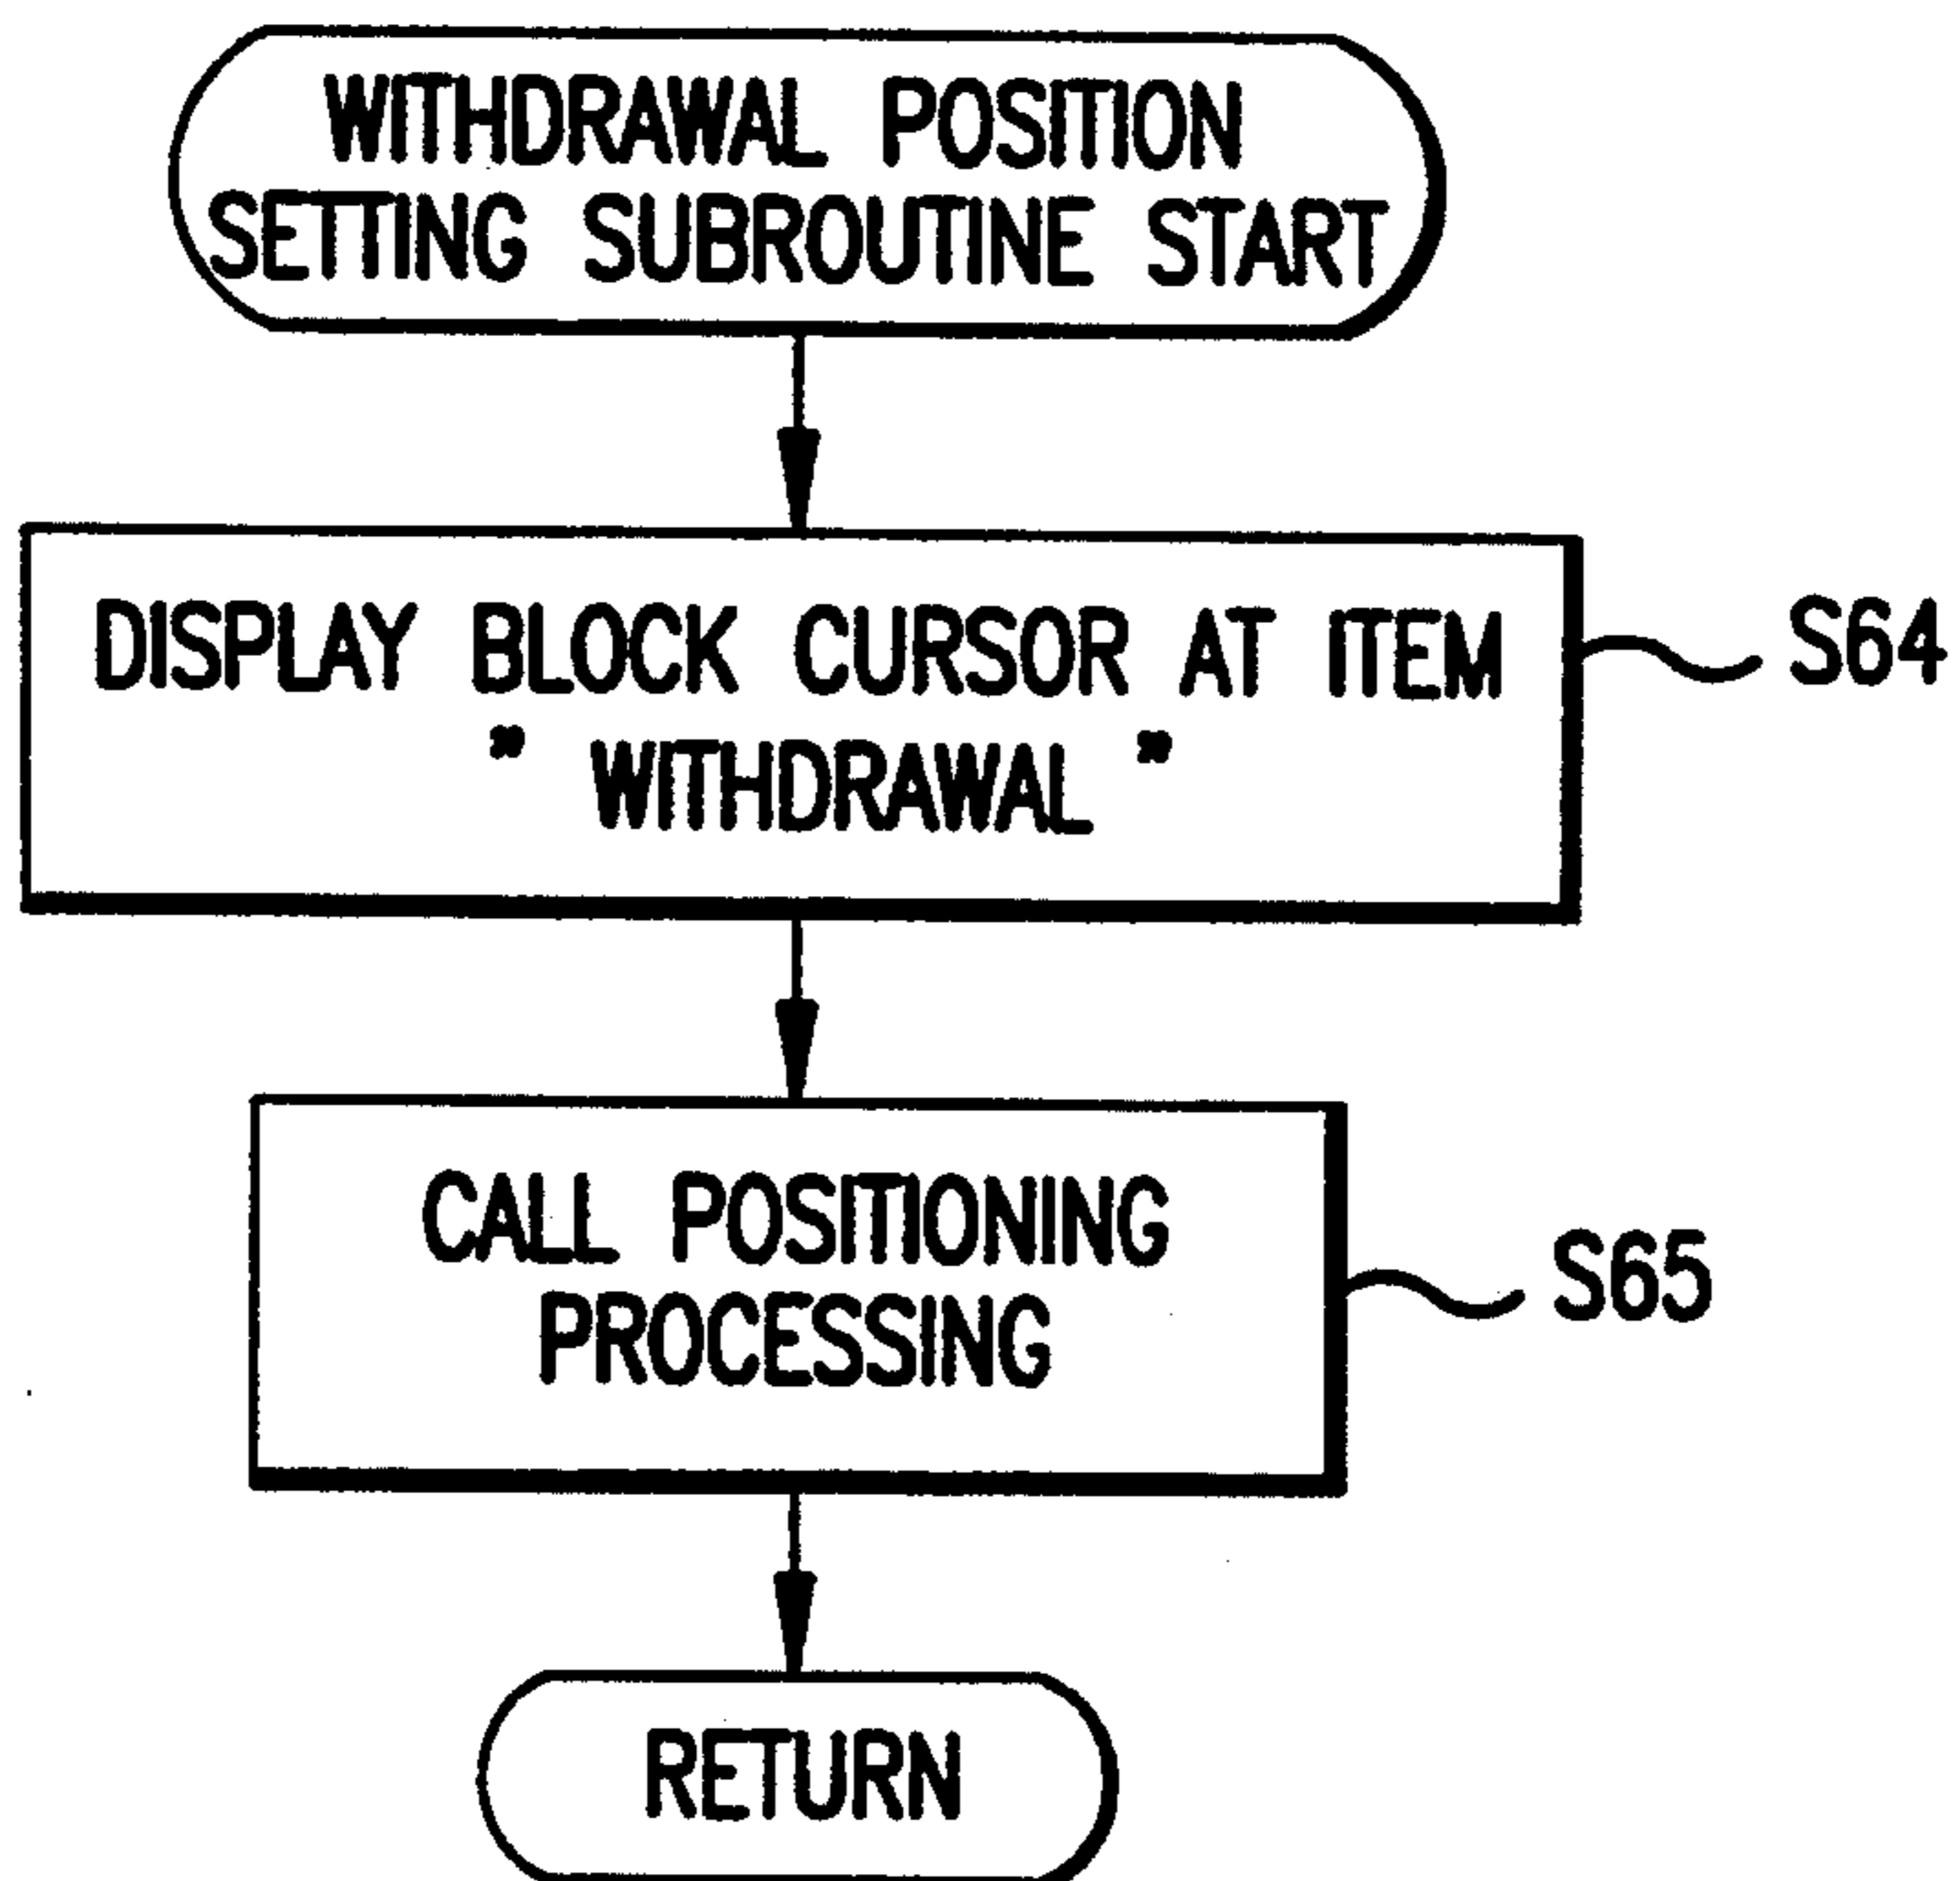 WITHDRAWAL POSITION
SETTING SUBROUTINE START
DISPLAY BLOCK CURSOR AT ITEM
" WITHDRAWAL "
S64
CALL POSITIONING
PROCESSING
S65
RETURN